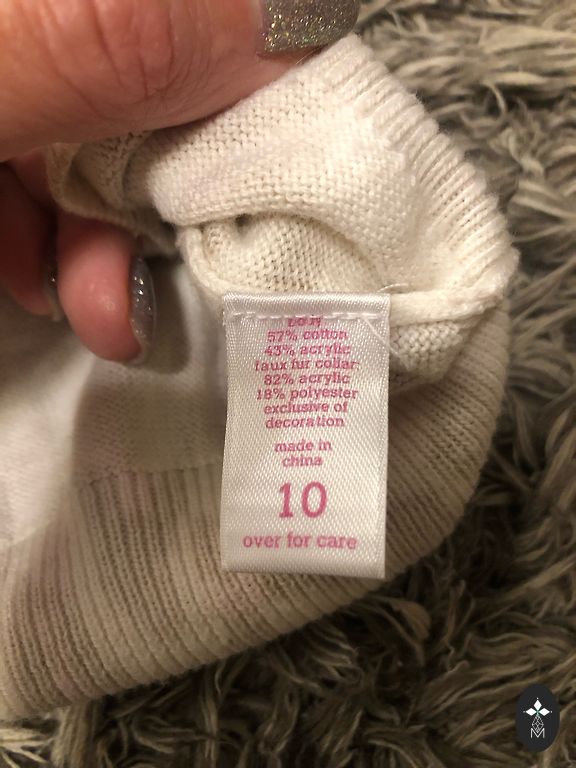 body
57% cotton
43% acrylic
faux fur collar
82% acrylic
18% polyester
exclusive of
decoration
made in
china
10
over for care
M